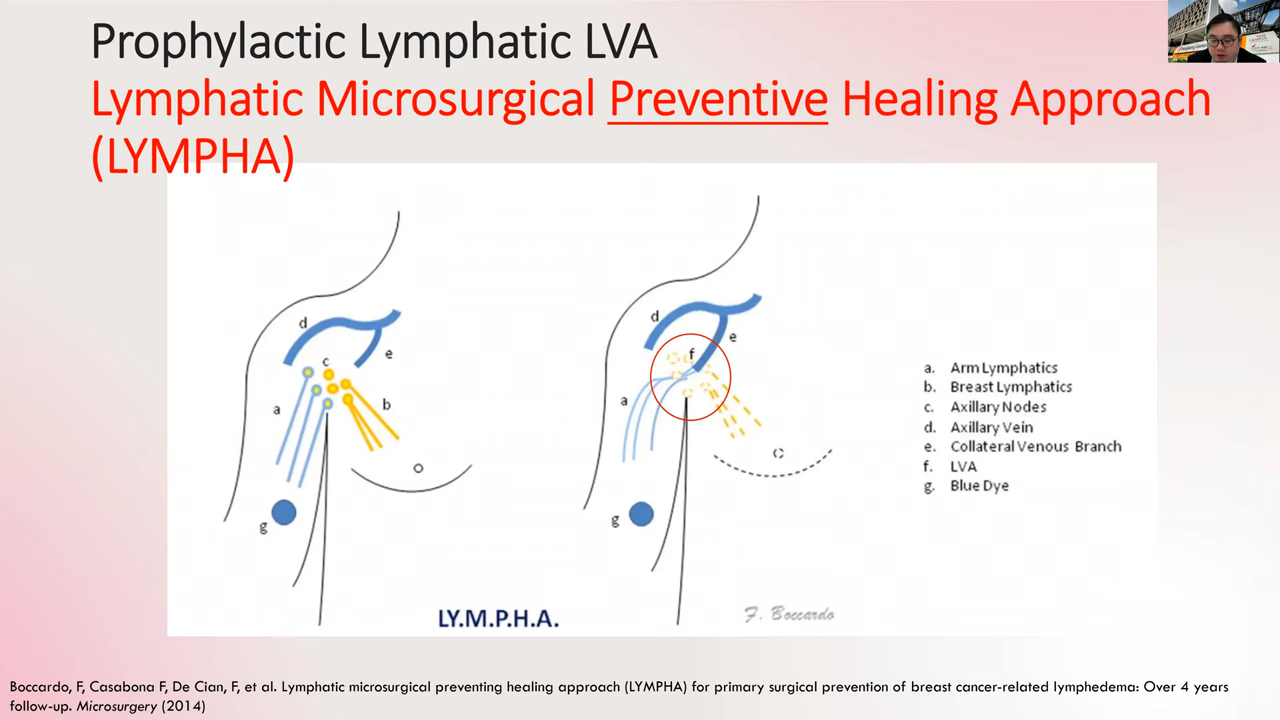 Prophylactic Lymphatic LVA
Lymphatic Microsurgical Preventive Healing Approach
(LYMPHA)
d
c
e
a
b
g
d
e
f
a
g
a. Arm Lymphatics
b. Breast Lymphatics
c. Axillary Nodes
d. Axillary Vein
e. Collateral Venous Branch
f. LVA
g. Blue Dye
LY.M.P.H.A.
F. Boccardo
Boccardo, F, Casabona F, De Cian, F, et al. Lymphatic microsurgical preventing healing approach (LYMPHA) for primary surgical prevention of breast cancer-related lymphedema: Over 4 years
follow-up. Microsurgery (2014)